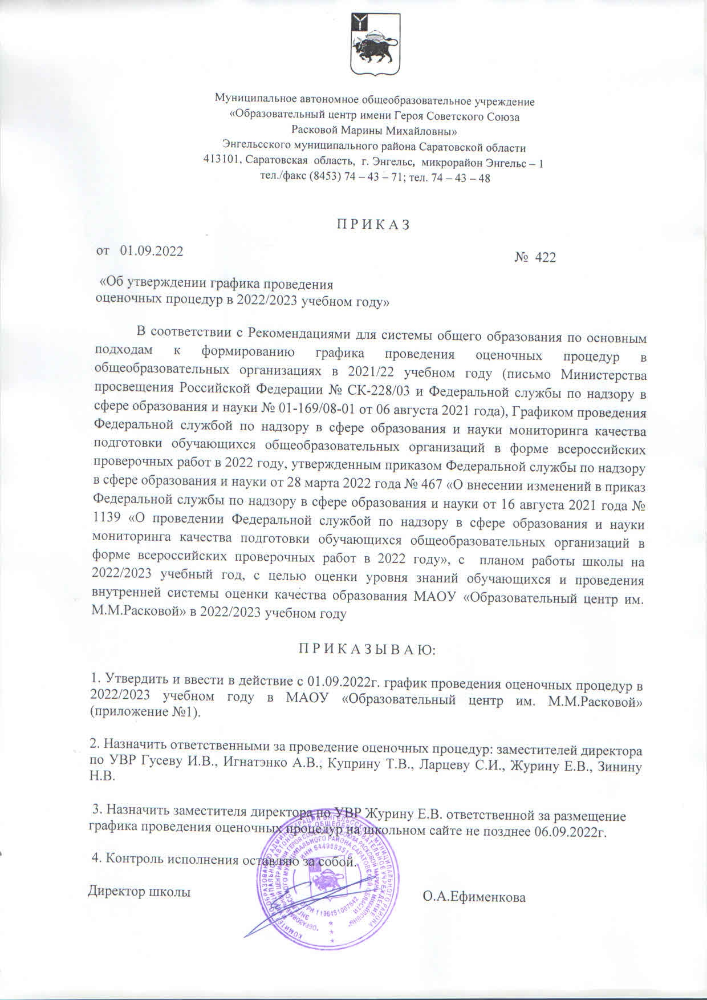 Муниципальное автономное общеобразовательное учреждение
«Образовательный центр имени Героя Советского Союза
Расковой Марины Михайловны»
Энгельсского муниципального района Саратовской области
413101, Саратовская область, г. Энгельс, микрорайон Энгельс – 1
тел./факс (8453) 74 – 43 – 71; тел. 74 – 43 – 48
П Р И К А З
от 01.09.2022
№ 422
«Об утверждении графика проведения
оценочных процедур в 2022/2023 учебном году»
В соответствии с Рекомендациями для системы общего образования по основным
подходам к формированию графика проведения оценочных процедур в
общеобразовательных организациях в 2021/22 учебном году (письмо Министерства
просвещения Российской Федерации № СК-228/03 и Федеральной службы по надзору в
сфере образования и науки № 01-169/08-01 от 06 августа 2021 года), Графиком проведения
Федеральной службой по надзору в сфере образования и науки мониторинга качества
подготовки обучающихся общеобразовательных организаций в форме всероссийских
проверочных работ в 2022 году, утвержденным приказом Федеральной службы по надзору
в сфере образования и науки от 28 марта 2022 года № 467 «О внесении изменений в приказ
Федеральной службы по надзору в сфере образования и науки от 16 августа 2021 года №
1139 «О проведении Федеральной службой по надзору в сфере образования и науки
мониторинга качества подготовки обучающихся общеобразовательных организаций в
форме всероссийских проверочных работ в 2022 году», с планом работы школы на
2022/2023 учебный год, с целью оценки уровня знаний обучающихся и проведения
внутренней системы оценки качества образования МАОУ «Образовательный центр им.
М.М.Расковой» в 2022/2023 учебном году
П Р И К А З Ы В А Ю:
1. Утвердить и ввести в действие с 01.09.2022г. график проведения оценочных процедур в
2022/2023 учебном году в МАОУ «Образовательный центр им. М.М.Расковой»
(приложение №1).
2. Назначить ответственными за проведение оценочных процедур: заместителей директора
по УВР Гусеву И.В., Игнатэнко А.В., Куприну Т.В., Ларцеву С.И., Журину Е.В., Зинину
Н.В.
3. Назначить заместителя директора по УВР Журину Е.В. ответственной за размещение
графика проведения оценочных процедур на школьном сайте не позднее 06.09.2022г.
4. Контроль исполнения оставляю за собой.
Директор школы
О.А.Ефименкова